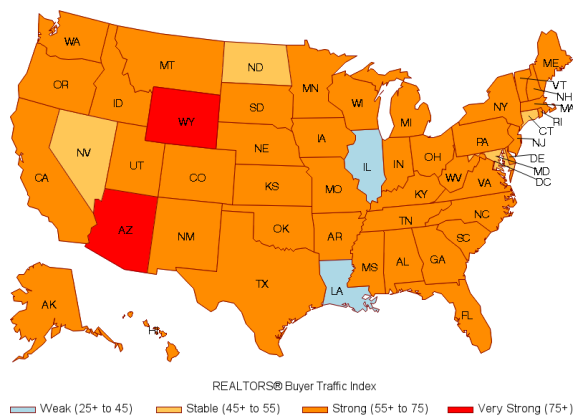 WA
MT
ND
MN
ME
VT
NH
MA
RI
CT
OR
ID
WY
SD
WI
MI
NY
NV
UT
NE
IA
IL
IN
OH
PA
NJ
DE
MD
DC
CA
CO
KS
MO
KY
WV
VA
AZ
NM
OK
AR
TN
NC
SC
TX
LA
MS
AL
GA
FL
AK
REALTORS® Buyer Traffic Index
Weak (25+ to 45) Stable (45+ to 55) Strong (55+ to 75) Very Strong (75+)